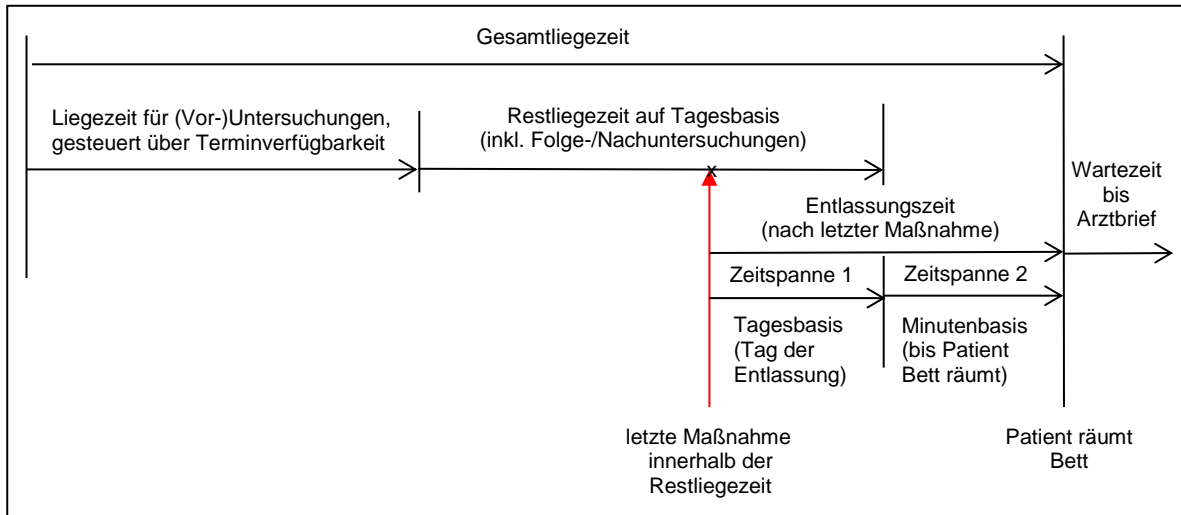 Gesamtliegezeit
Liegezeit für (Vor-)Untersuchungen,
gesteuert über Terminverfügbarkeit
Restliegezeit auf Tagesbasis
(inkl. Folge-/Nachuntersuchungen)
x
Wartezeit
bis
Arztbrief
Entlassungszeit
(nach letzter Maßnahme)
Zeitspanne 1
Zeitspanne 2
Tagesbasis
(Tag der
Entlassung)
Minutenbasis
(bis Patient
Bett räumt)
letzte Maßnahme
innerhalb der
Restliegezeit
Patient räumt
Bett